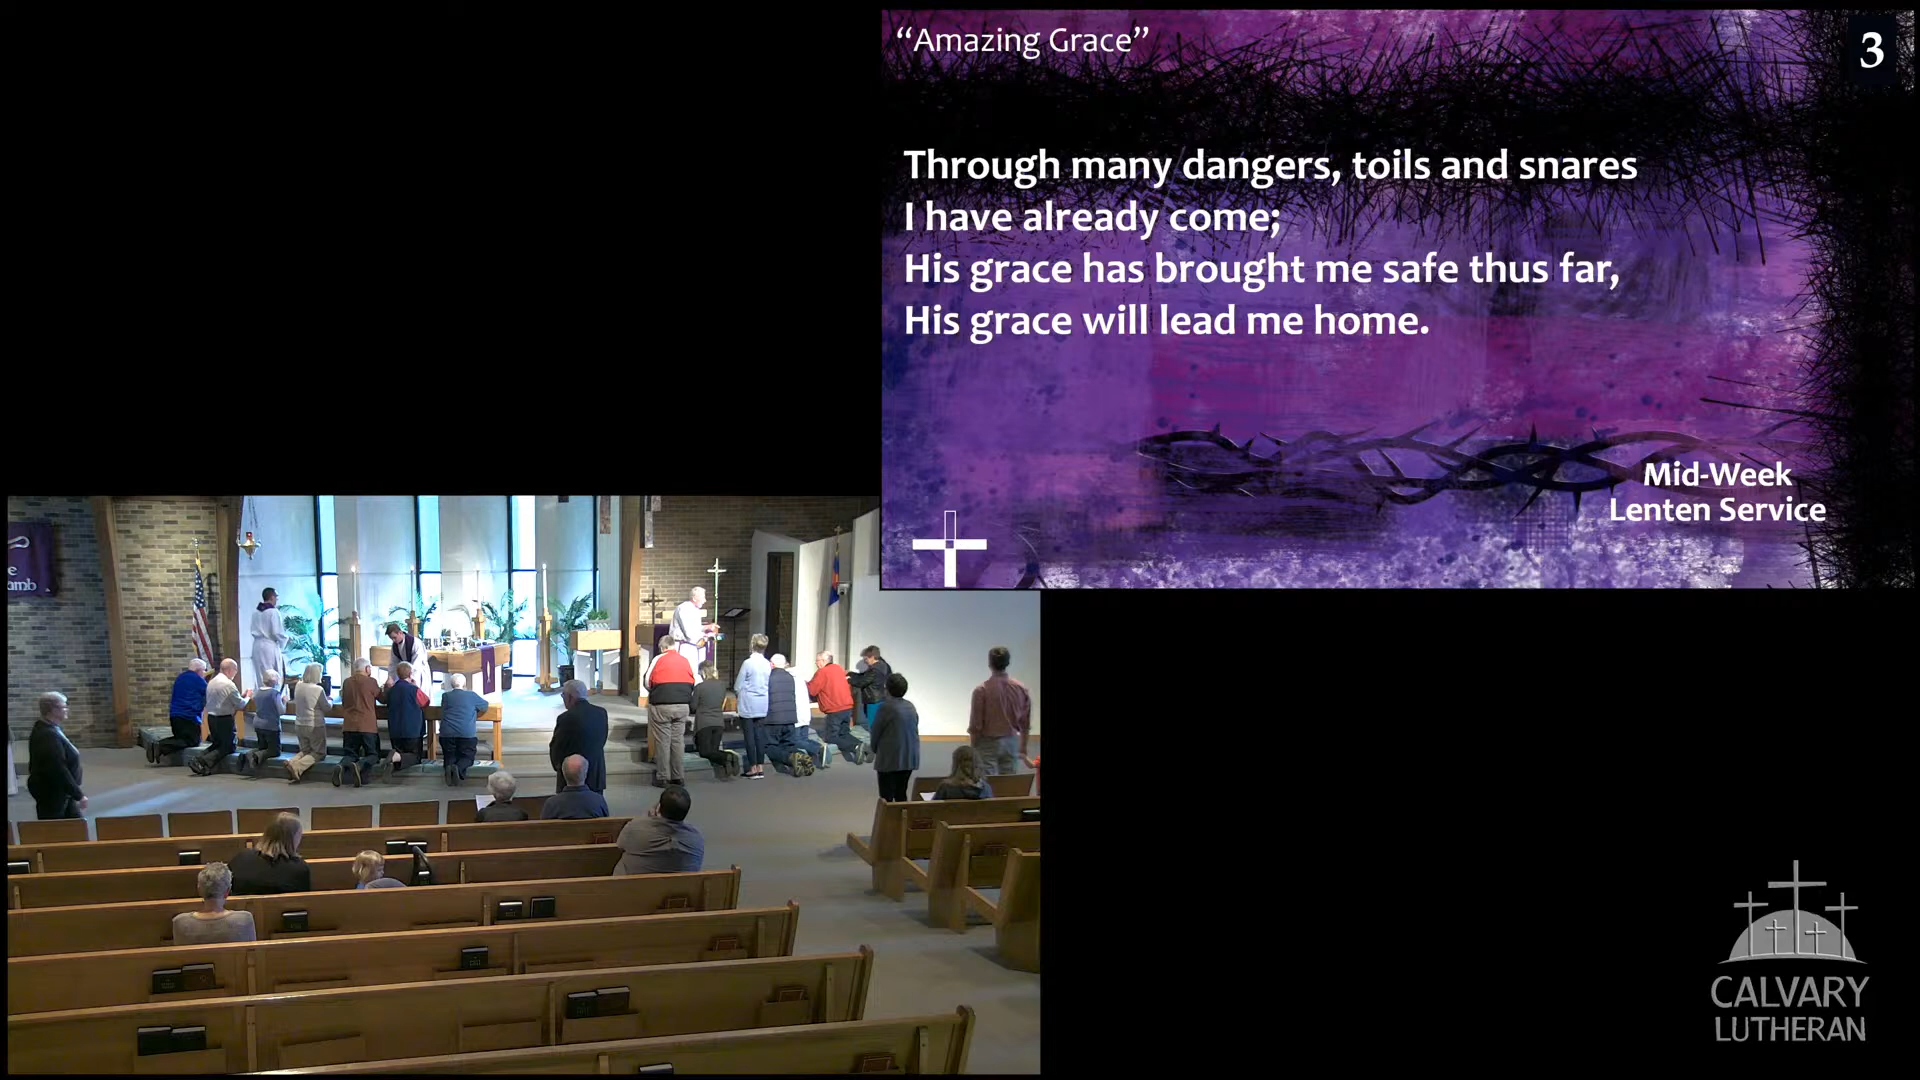 “Amazing Grace”
3
Through many dangers, toils and snares
I have already come;
His grace has brought me safe thus far,
His grace will lead me home.
Mid-Week
Lenten Service
CALVARY
LUTHERAN